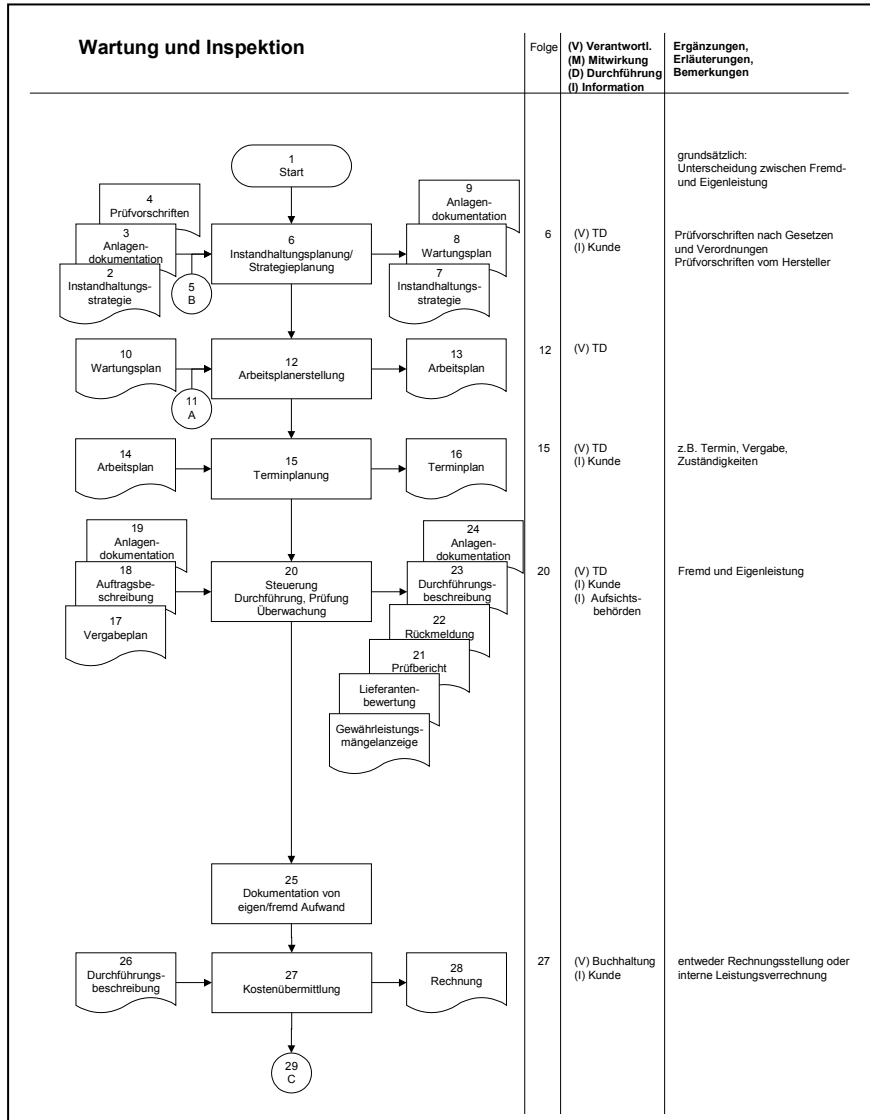 Wartung und Inspektion
Folge
(V) Verantwortl.
(M) Mitwirkung
(D) Durchführung
(I) Information
Ergänzungen,
Erläuterungen,
Bemerkungen
grundsätzlich:
Unterscheidung zwischen Fremd-
und Eigenleistung
1
Start
4
Prüfvorschriften
3
Anlagen-
dokumentation
2
Instandhaltungs-
strategie
5
B
6
Instandhaltungsplanung/
Strategieplanung
9
Anlagen-
dokumentation
8
Wartungsplan
7
Instandhaltungs-
strategie
6
(V) TD
(I) Kunde
Prüfvorschriften nach Gesetzen
und Verordnungen
Prüfvorschriften vom Hersteller
10
Wartungsplan
11
A
12
Arbeitsplanerstellung
13
Arbeitsplan
12
(V) TD
14
Arbeitsplan
15
Terminplanung
16
Terminplan
15
(V) TD
(I) Kunde
z.B. Termin, Vergabe,
Zuständigkeiten
19
Anlagen-
dokumentation
18
Auftragsbe-
schreibung
17
Vergabeplan
20
Steuerung
Durchführung, Prüfung
Überwachung
24
Anlagen-
dokumentation
23
Durchführungs-
beschreibung
22
Rückmeldung
21
Prüfbericht
Lieferanten-
bewertung
Gewährleistungs-
mängelanzeige
20
(V) TD
(I) Kunde
(I) Aufsichts-
behörden
Fremd und Eigenleistung
25
Dokumentation von
eigen/fremd Aufwand
26
Durchführungs-
beschreibung
27
Kostenübermittlung
28
Rechnung
27
(V) Buchhaltung
(I) Kunde
entweder Rechnungsstellung oder
interne Leistungsverrechnung
29
C